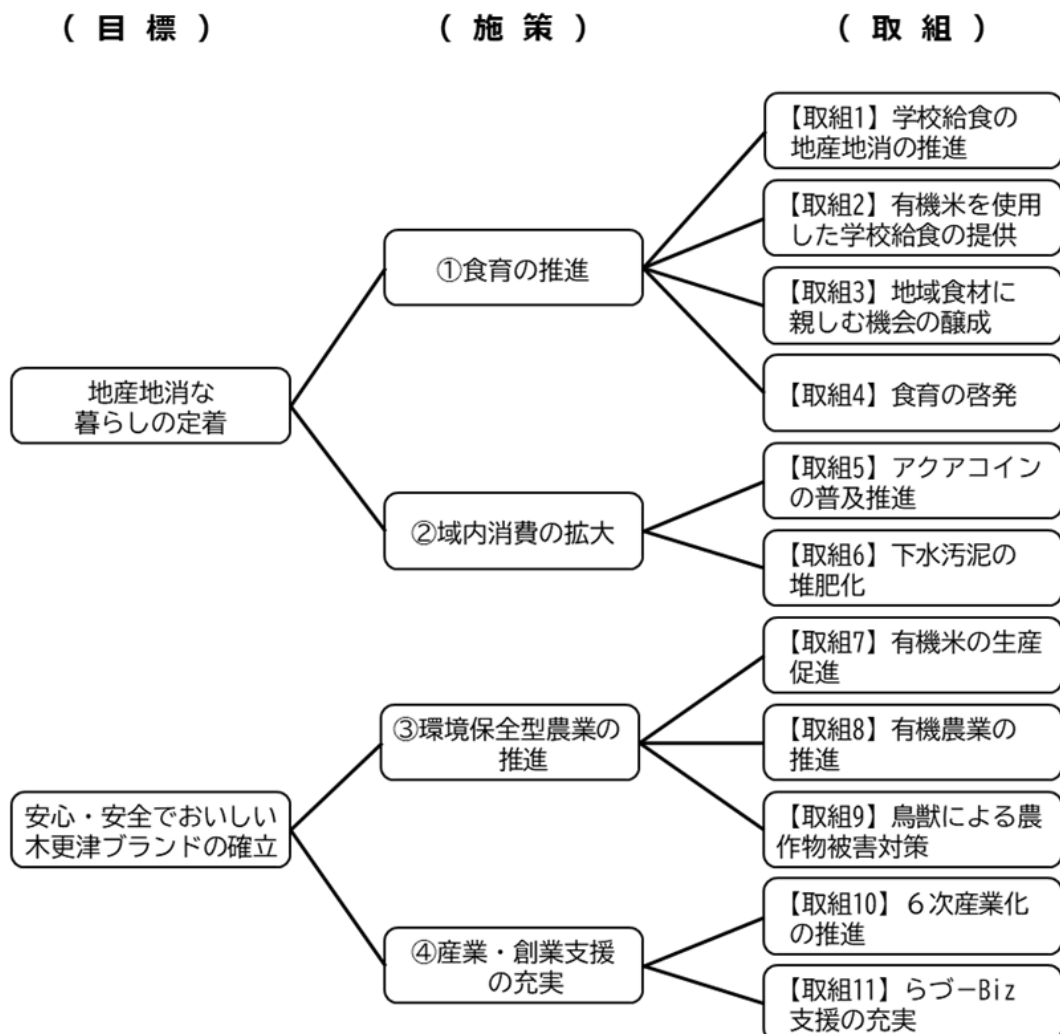 （ 目 標 ）
（ 施 策 ）
（ 取 組 ）
地産地消な
暮らしの定着
①食育の推進
【取組1】学校給食の
地産地消の推進
【取組2】有機米を使用
した学校給食の提供
【取組3】地域食材に
親しむ機会の醸成
【取組4】食育の啓発
②域内消費の拡大
【取組5】アクアコイン
の普及推進
【取組6】下水汚泥の
堆肥化
安心・安全でおいしい
木更津ブランドの確立
③環境保全型農業の
推進
【取組7】有機米の生産
促進
【取組8】有機農業の
推進
【取組9】鳥獣による農
作物被害対策
④産業・創業支援
の充実
【取組10】６次産業化
の推進
【取組11】らづ－Biz
支援の充実